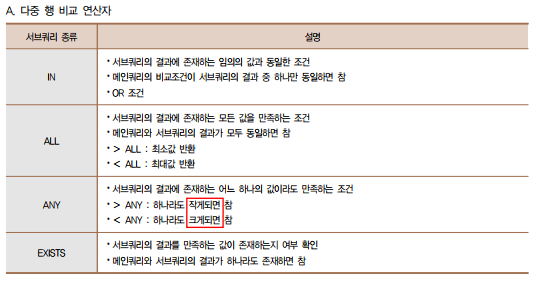 A. 다중 행 비교 연산자
서브쿼리 종류 설명
IN
• 서브쿼리의 결과에 존재하는 임의의 값과 동일한 조건
• 메인쿼리의 비교조건이 서브쿼리의 결과 중 하나만 동일하면 참
• OR 조건
ALL
• 서브쿼리의 결과에 존재하는 모든 값을 만족하는 조건
• 메인쿼리와 서브쿼리의 결과가 모두 동일하면 참
• > ALL : 최소값 반환
• < ALL : 최대값 반환
ANY
• 서브쿼리의 결과에 존재하는 어느 하나의 값이라도 만족하는 조건
• > ANY : 하나라도 작게되면 참
• < ANY : 하나라도 크게되면 참
EXISTS
• 서브쿼리의 결과를 만족하는 값이 존재하는지 여부 확인
• 메인쿼리와 서브쿼리의 결과가 하나라도 존재하면 참